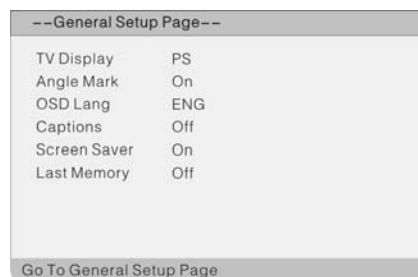 --General Setup Page--
TV Display PS
Angle Mark On
OSD Lang ENG
Captions Off
Screen Saver On
Last Memory Off
Go To General Setup Page